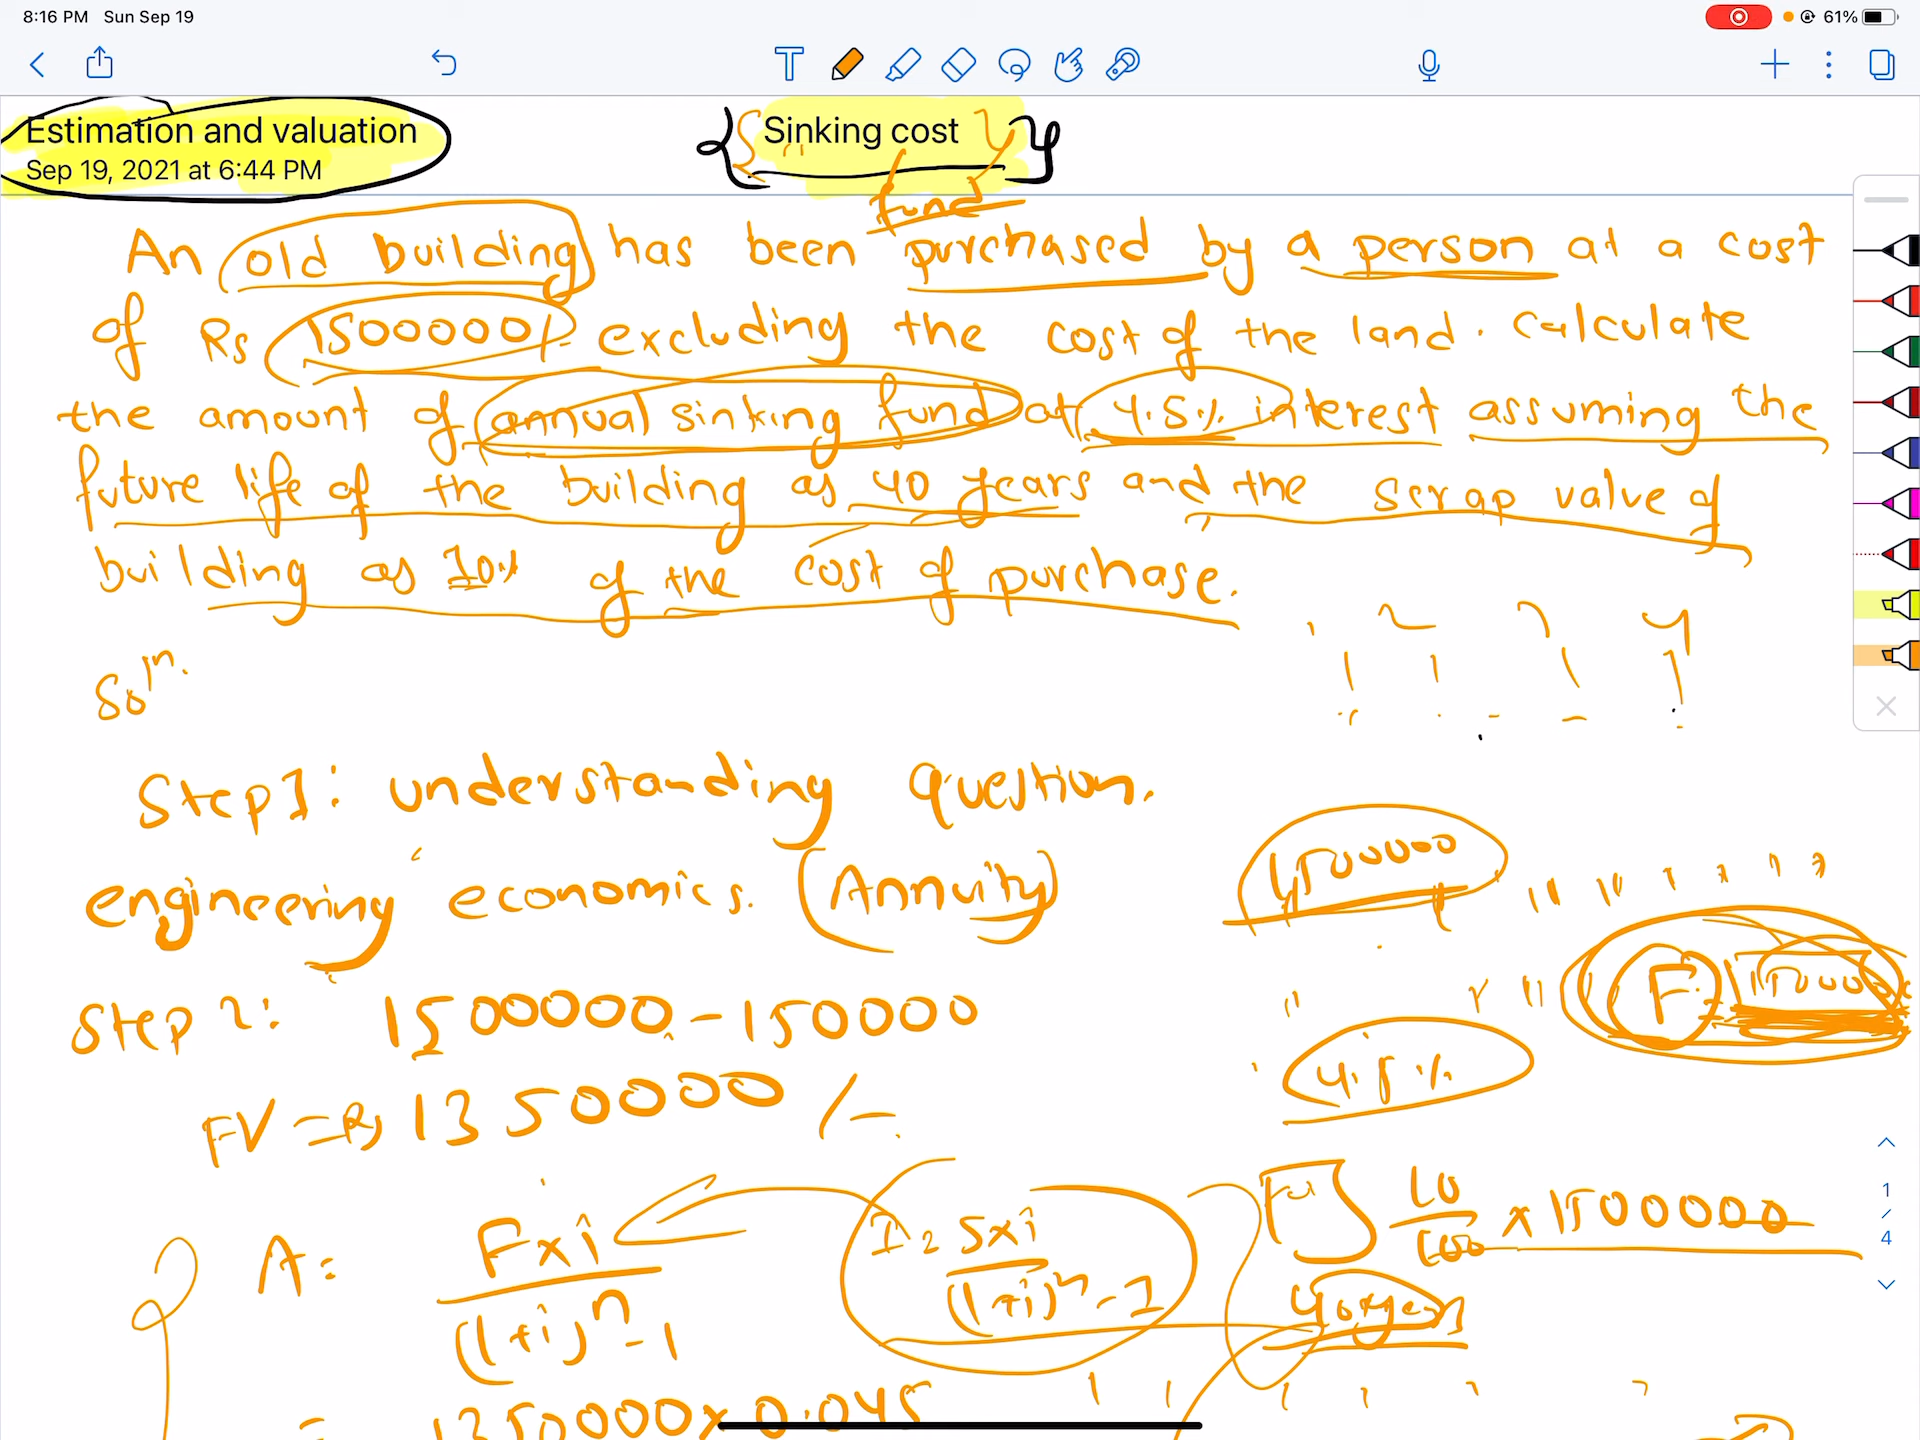 8:16 PM Sun Sep 19
61%
Estimation and valuation
Sep 19, 2021 at 6:44 PM
Sinking cost
fund
An old building has been purchased by a person at a cost
of Rs 1500000/- excluding the cost of the land. calculate
the amount of annual sinking fund at 4.5% interest assuming the
future life of the building as 40 years and the scrap value of
building as 10% of the cost of purchase.
Soln.
Step 1: understanding question.
engineering economics. (Annuity)
1500000
F
Step 2: 1500000 - 150000
4.5 %
FV = Rs 1350000 /-
A = F x i / (1+i)^n - 1
S x i / (1+i)^n - 1
10/100 x 1500000
40 years
= 1350000 x 0.045
1
/
4